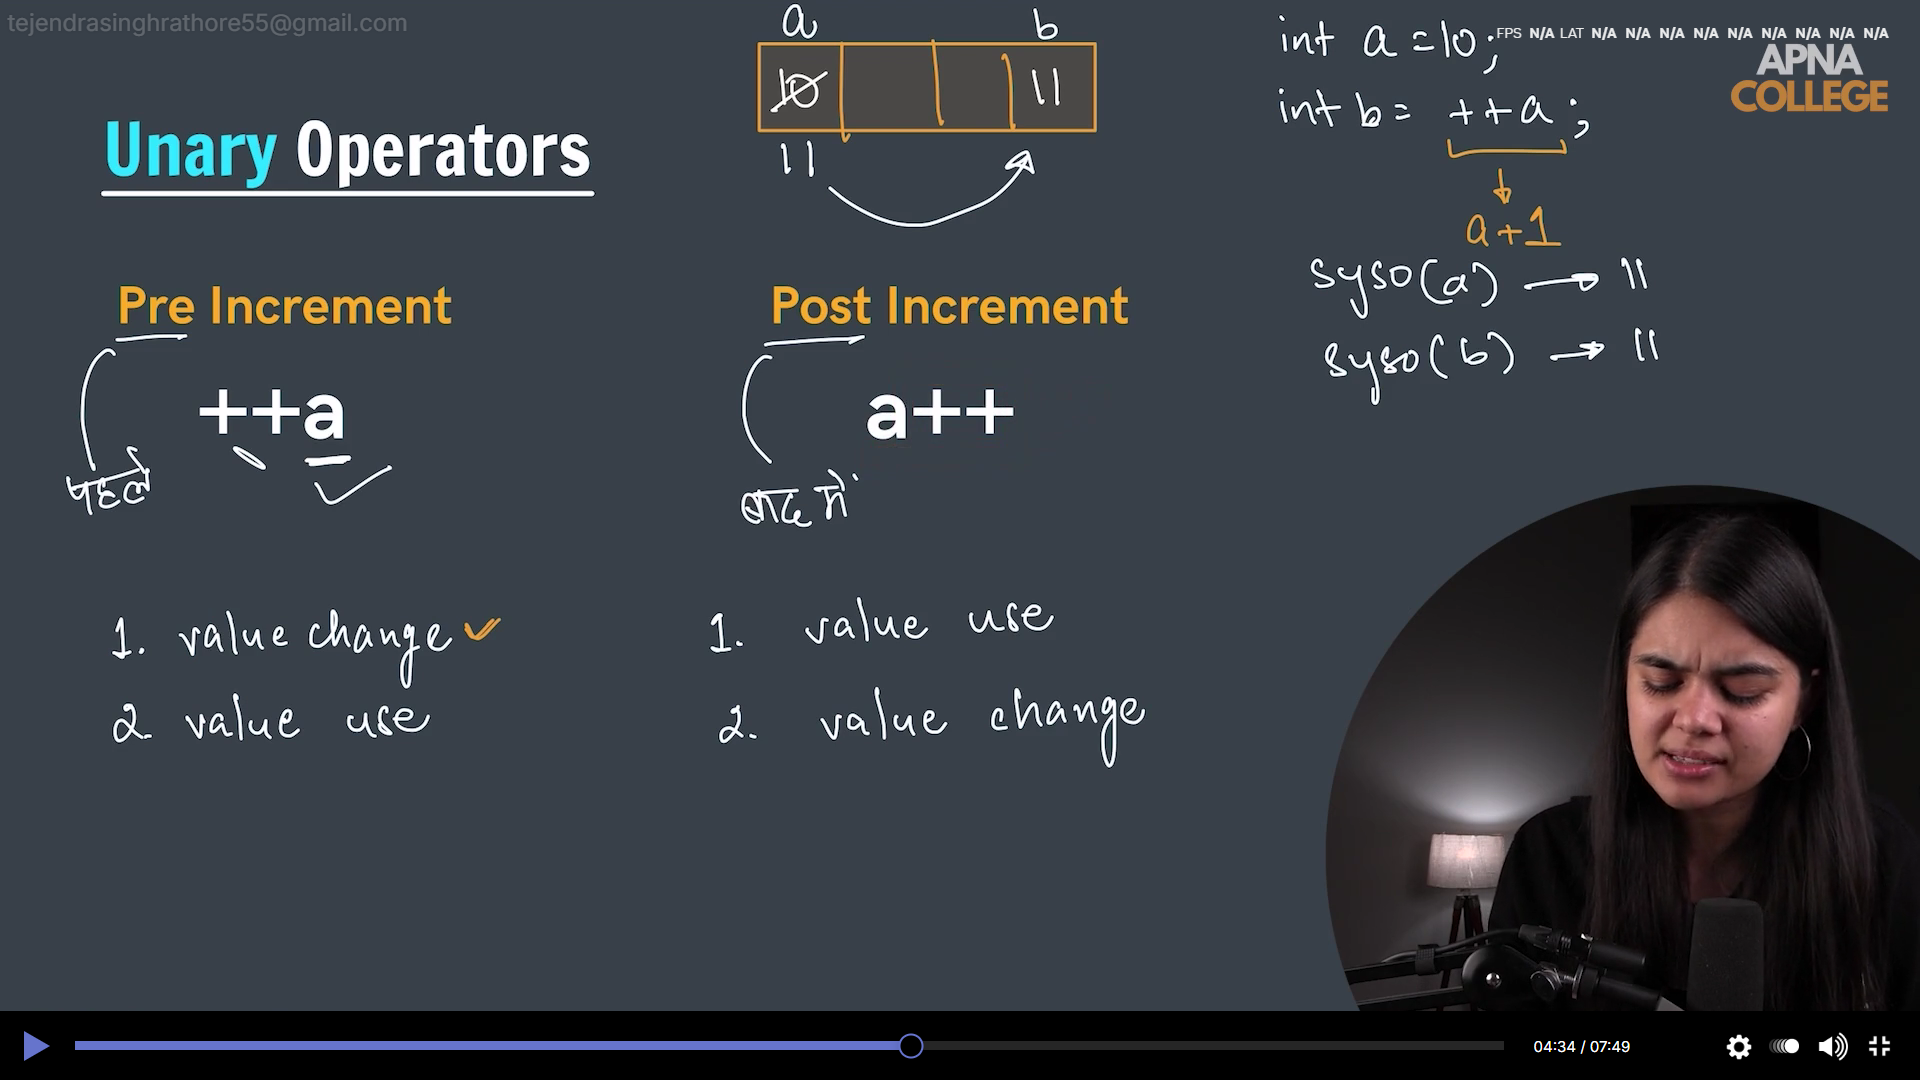 tejendrasinghrathore55@gmail.com
FPS N/A LAT N/A N/A N/A N/A N/A N/A N/A N/A N/A
APNA
COLLEGE
Unary Operators
a b
10 11
11
int a = 10;
int b = ++a;
a+1
syso(a) → 11
syso(b) → 11
Pre Increment
++a
पहले
1. value change ✓
2. value use
Post Increment
a++
बाद में
1. value use
2. value change
04:34 / 07:49